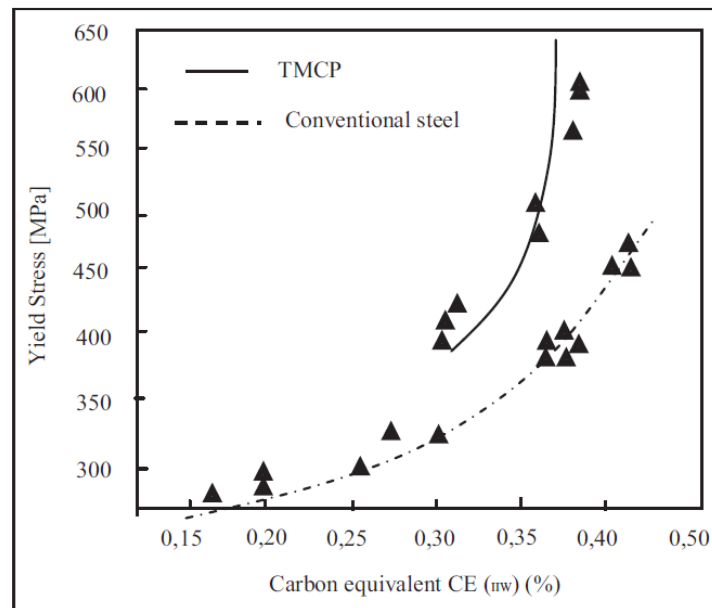 650
600
550
500
450
400
350
300
Yield Stress [MPa]
TMCP
Conventional steel
0,15 0,20 0,25 0,30 0,35 0,40 0,50
Carbon equivalent CE (IIW) (%)